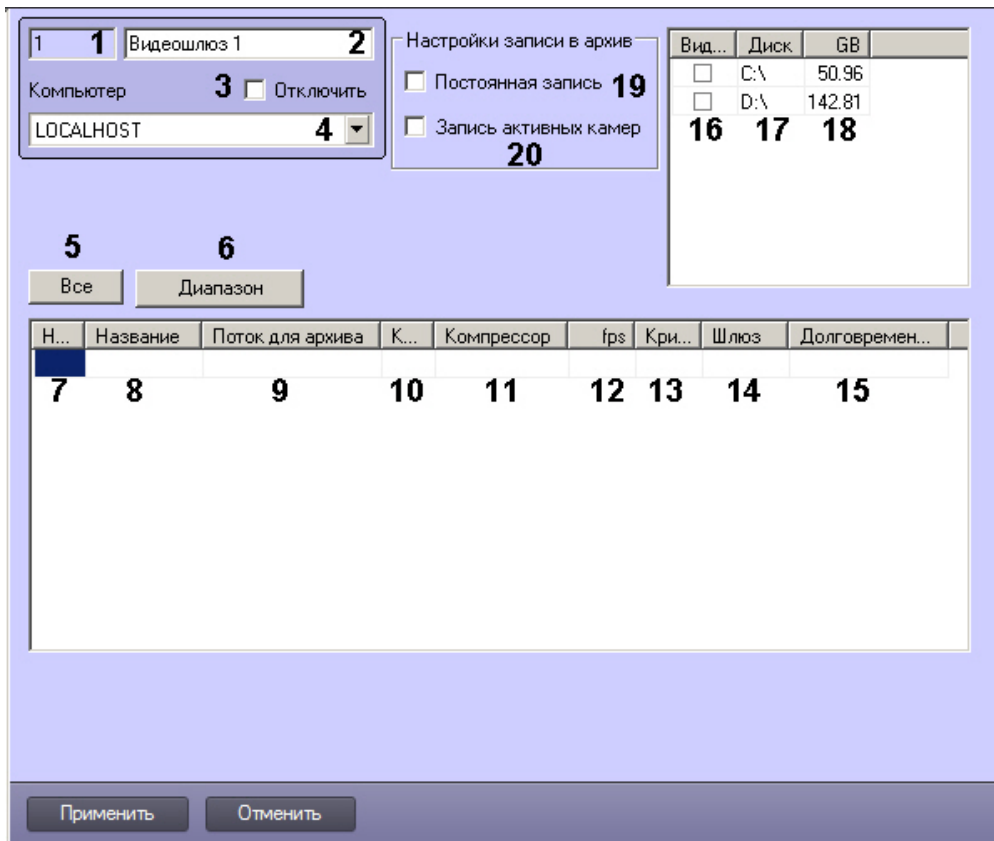 1 1 Видеошлюз 1 2
Компьютер 3 Отключить
LOCALHOST 4
Настройки записи в архив
Постоянная запись 19
Запись активных камер
20
Вид... Диск GB
C:\ 50.96
D:\ 142.81
16 17 18
5 6
Все Диапазон
Н... Название Поток для архива К... Компрессор fps Кри... Шлюз Долговремен...
7 8 9 10 11 12 13 14 15
Применить Отменить